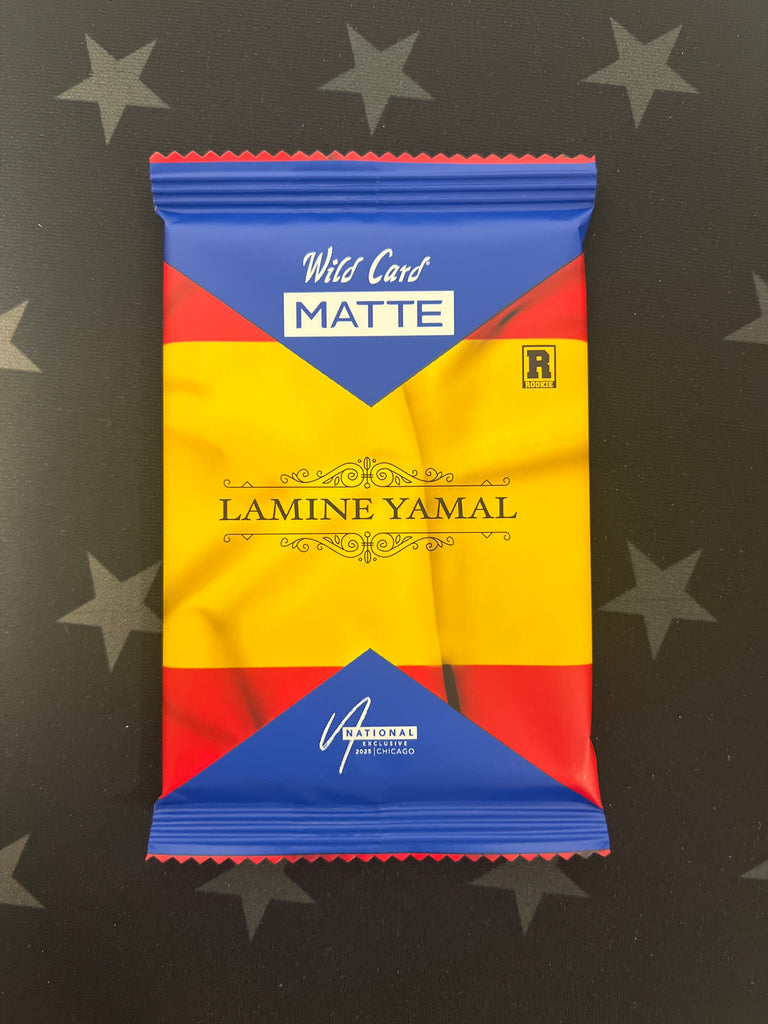 Wild Card
MATTE
R
ROOKIE
LAMINE YAMAL
NATIONAL
EXCLUSIVE
2025 | CHICAGO